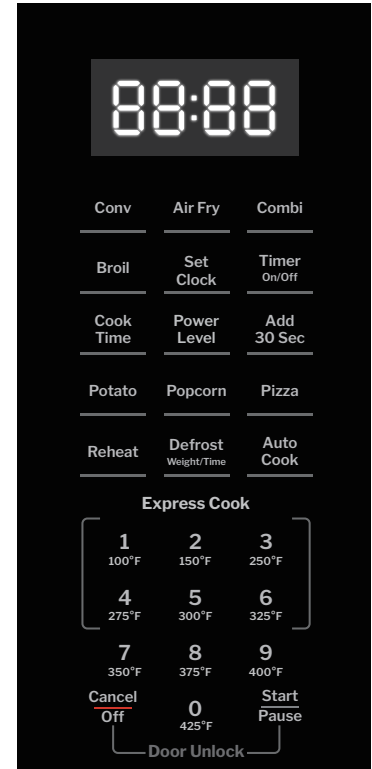 88:88
Conv Air Fry Combi
Broil Set Clock Timer On/Off
Cook Time Power Level Add 30 Sec
Potato Popcorn Pizza
Reheat Defrost Weight/Time Auto Cook
Express Cook
1 2 3
100°F 150°F 250°F
4 5 6
275°F 300°F 325°F
7 8 9
350°F 375°F 400°F
Cancel Off 0 425°F Start Pause
Door Unlock